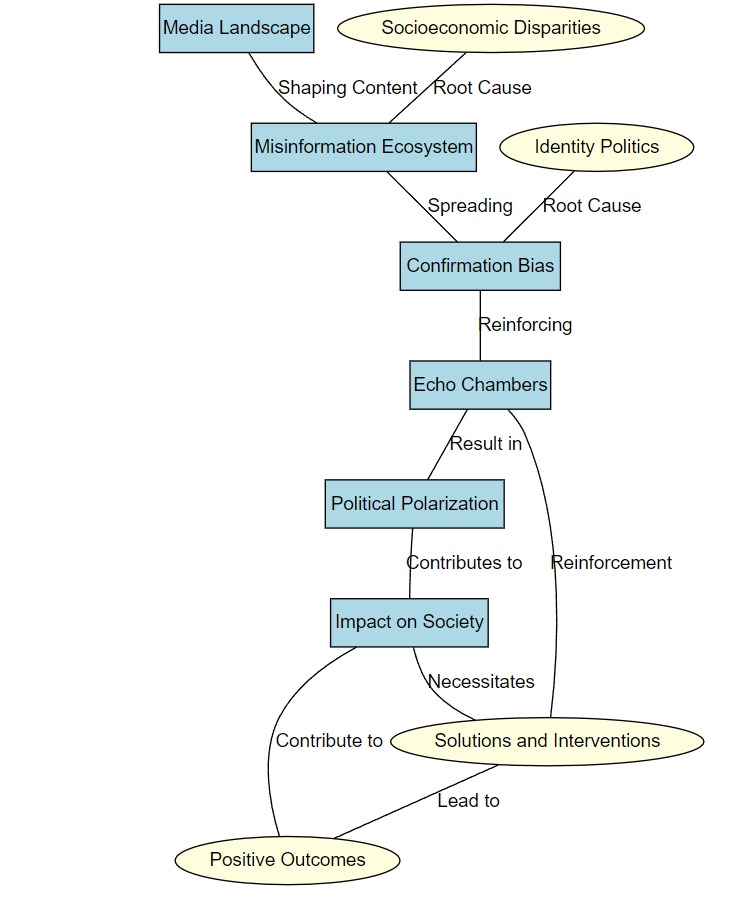 Media Landscape
Socioeconomic Disparities
Shaping Content
Root Cause
Misinformation Ecosystem
Identity Politics
Spreading
Root Cause
Confirmation Bias
Reinforcing
Echo Chambers
Result in
Political Polarization
Contributes to
Reinforcement
Impact on Society
Necessitates
Contribute to
Solutions and Interventions
Lead to
Positive Outcomes